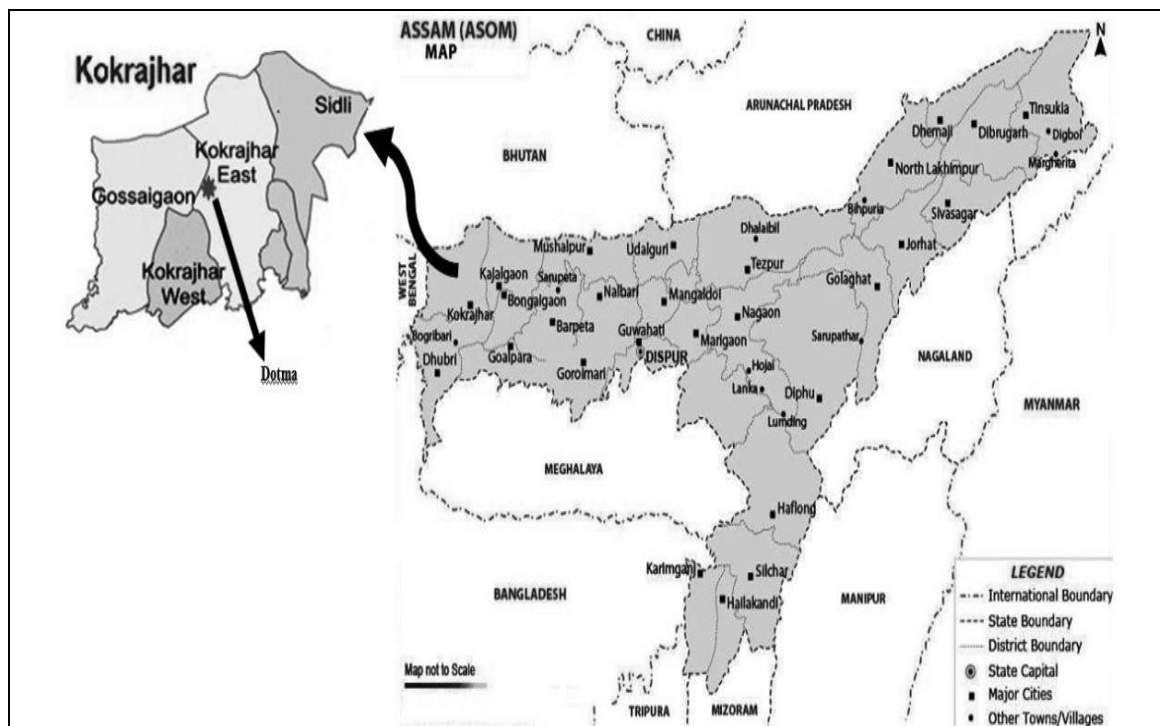 Kokrajhar
Sidli
Kokrajhar
East
Gossaigaon
Kokrajhar
West
Dotma
ASSAM (ASOM)
MAP
CHINA
N
ARUNACHAL PRADESH
BHUTAN
Tinsukia
Dhemaji
Dibrugarh
Digboi
Margherita
North Lakhimpur
Bihpuria
Sivasagar
Dhalaibil
Mushalpur
Udalguri
Jorhat
WEST
BENGAL
Kajalgaon
Sarupeta
Tezpur
Golaghat
Bongalgaon
Nalbari
Mangaldoi
Kokrajhar
Nagaon
Barpeta
Guwahati
Bogribari
Marigaon
Sarupathar
Dhubri
Goalpara
DISPUR
NAGALAND
Goroimari
Hojai
Lanka
Diphu
MYANMAR
Lumding
MEGHALAYA
Haflong
Karimganj
Silchar
BANGLADESH
Hailakandi
MANIPUR
LEGEND
International Boundary
State Boundary
District Boundary
State Capital
Major Cities
Other Towns/Villages
Map not to Scale
TRIPURA
MIZORAM